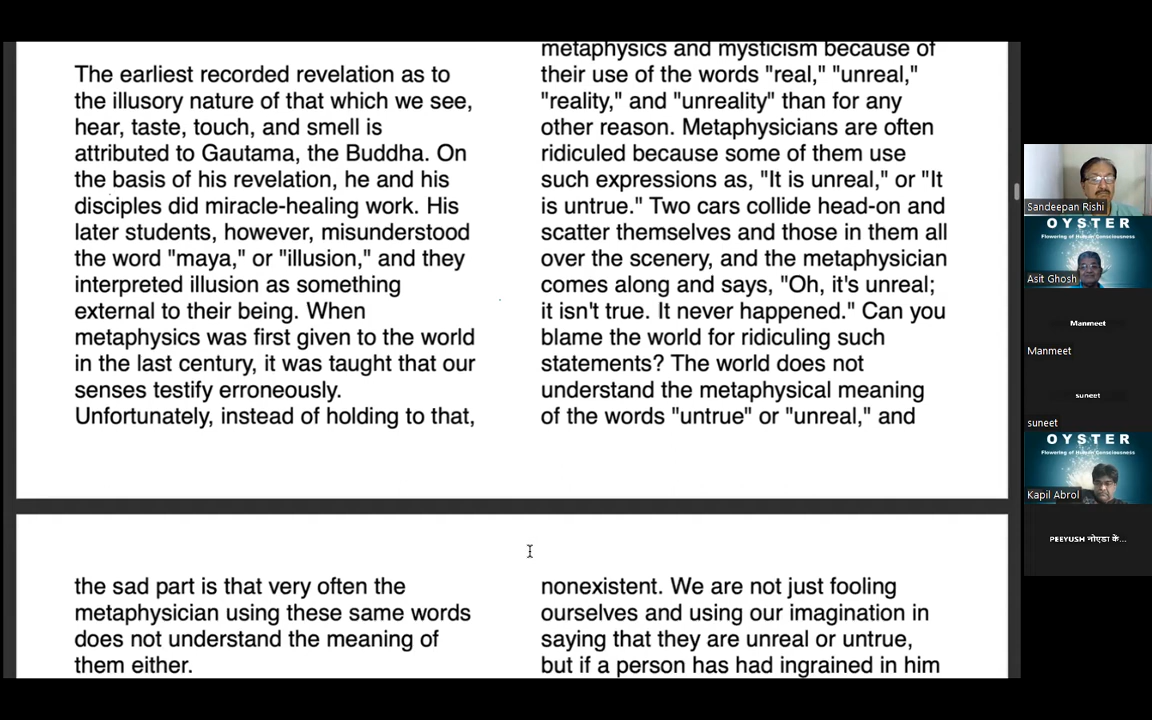 The earliest recorded revelation as to
the illusory nature of that which we see,
hear, taste, touch, and smell is
attributed to Gautama, the Buddha. On
the basis of his revelation, he and his
disciples did miracle-healing work. His
later students, however, misunderstood
the word "maya," or "illusion," and they
interpreted illusion as something
external to their being. When
metaphysics was first given to the world
in the last century, it was taught that our
senses testify erroneously.
Unfortunately, instead of holding to that,
metaphysics and mysticism because of
their use of the words "real," "unreal,"
"reality," and "unreality" than for any
other reason. Metaphysicians are often
ridiculed because some of them use
such expressions as, "It is unreal," or "It
is untrue." Two cars collide head-on and
scatter themselves and those in them all
over the scenery, and the metaphysician
comes along and says, "Oh, it's unreal;
it isn't true. It never happened." Can you
blame the world for ridiculing such
statements? The world does not
understand the metaphysical meaning
of the words "untrue" or "unreal," and
the sad part is that very often the
metaphysician using these same words
does not understand the meaning of
them either.
nonexistent. We are not just fooling
ourselves and using our imagination in
saying that they are unreal or untrue,
but if a person has had ingrained in him
Sandeepan Rishi
OYSTER
Flowering of Human Consciousness
Asit Ghosh
Manmeet
Manmeet
suneet
suneet
OYSTER
Flowering of Human Consciousness
Kapil Abrol
PEEYUSH नोएडा के...